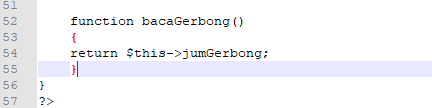 51
52 function bacaGerbong()
53 {
54 return $this->jumGerbong;
55 }
56 }
57 ?>